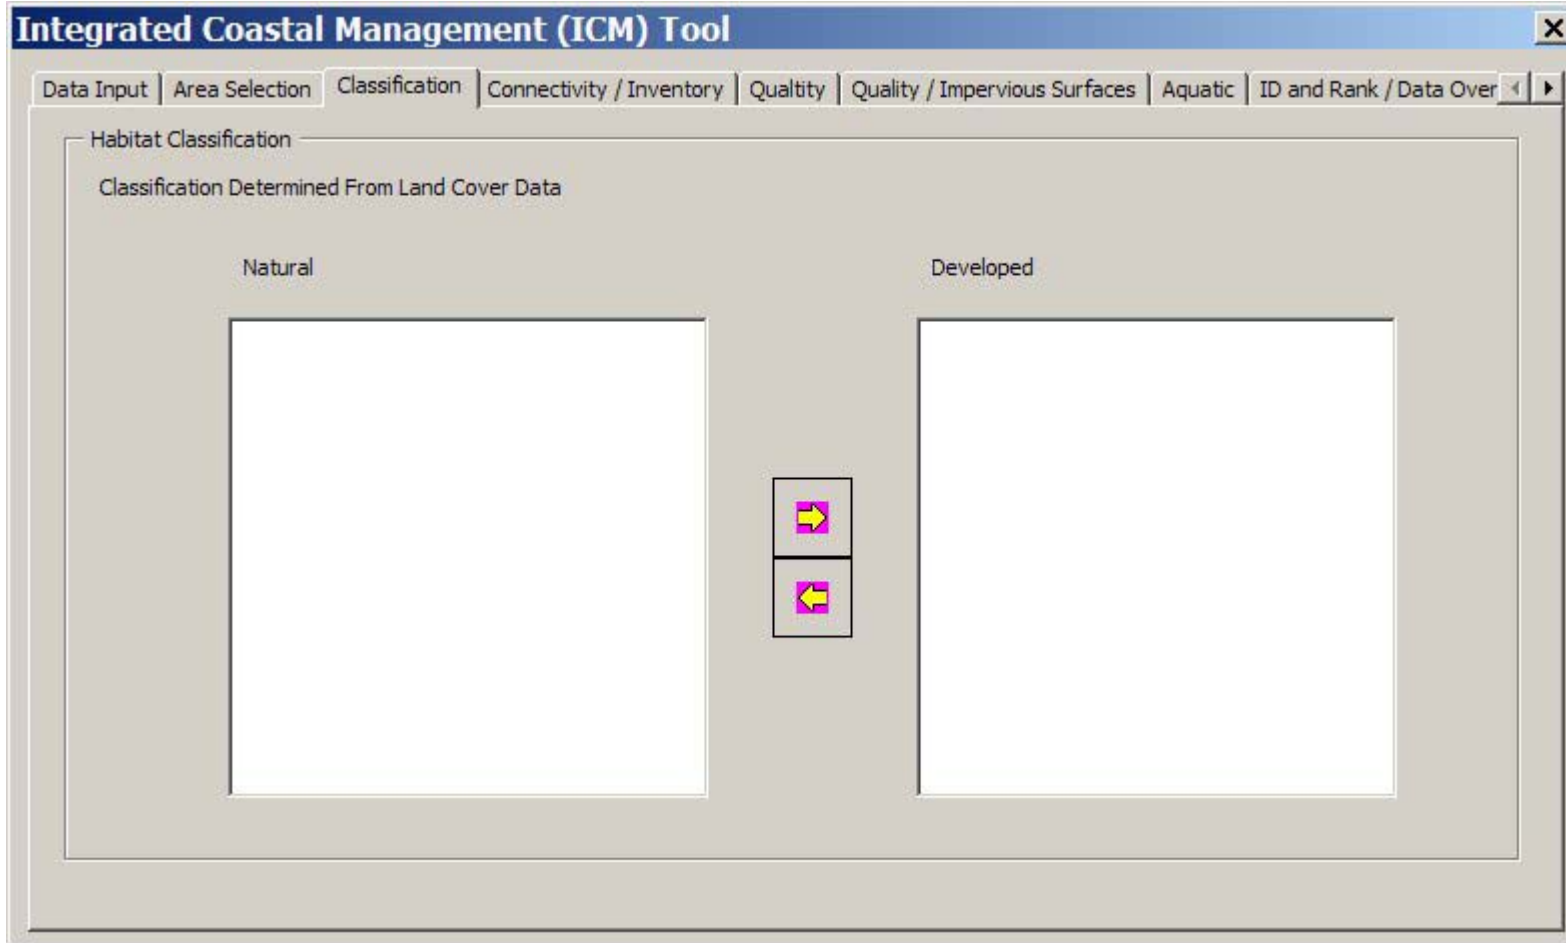 Integrated Coastal Management (ICM) Tool
Data Input Area Selection Classification Connectivity / Inventory Qualtity Quality / Impervious Surfaces Aquatic ID and Rank / Data Over
Habitat Classification
Classification Determined From Land Cover Data
Natural Developed